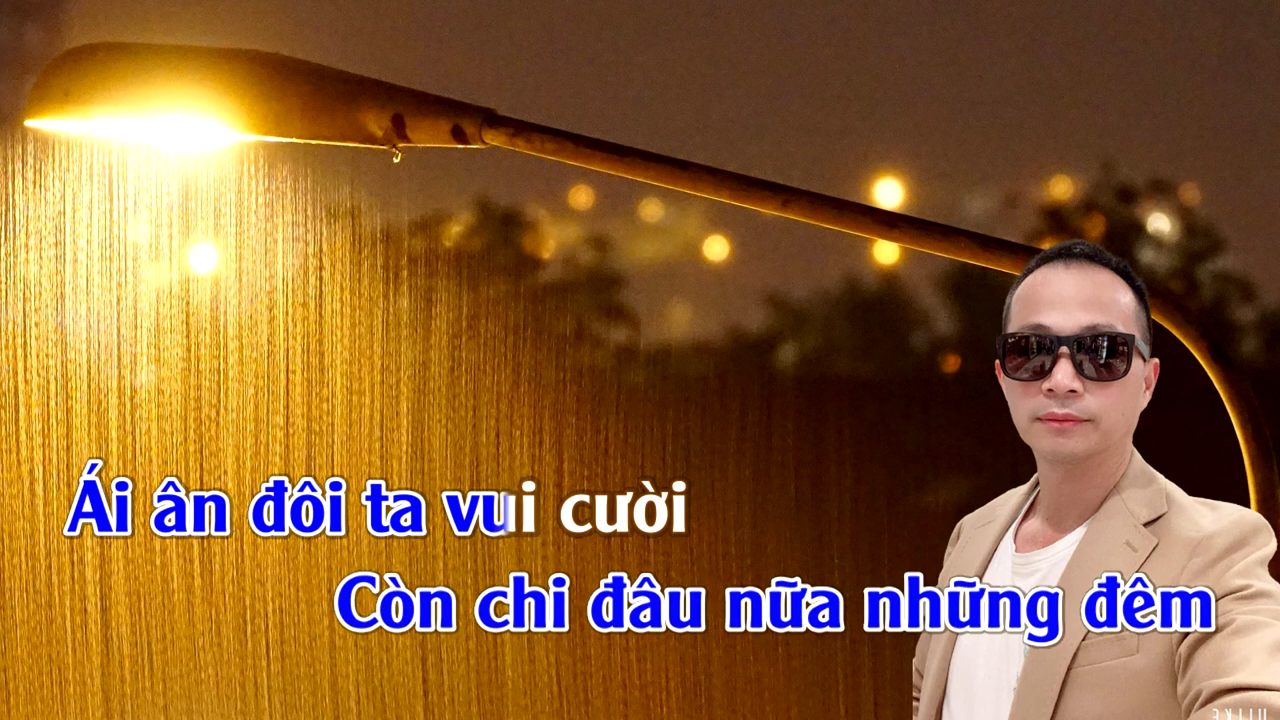 Ái ân đôi ta vui cười
Còn chi đâu nữa những đêm